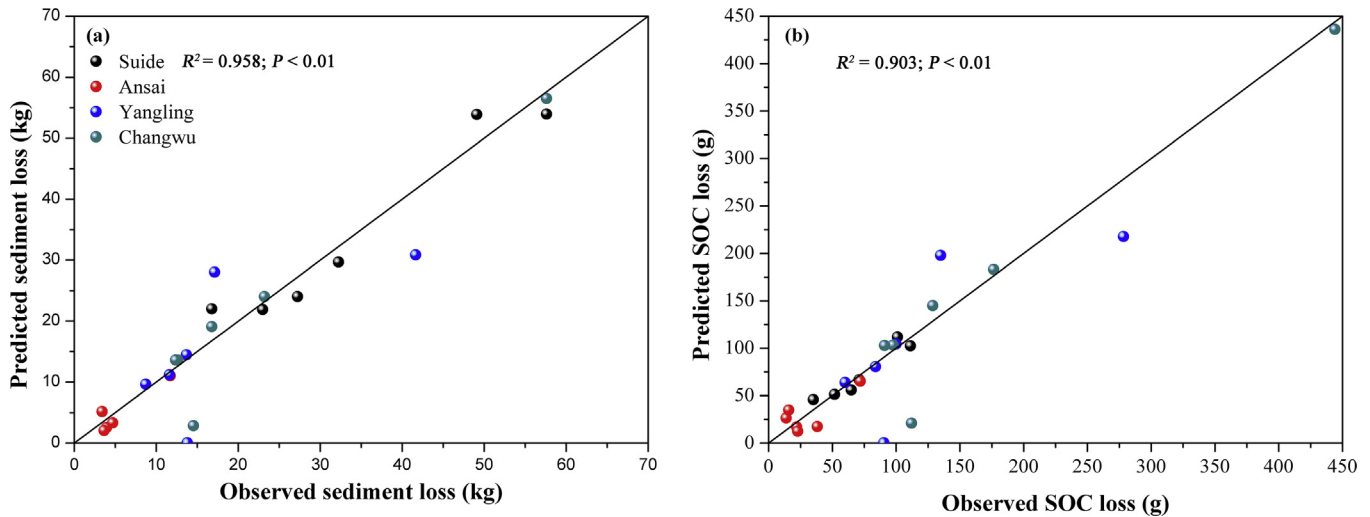 (a)
Suide
R² = 0.958; P < 0.01
Ansai
Yangling
Changwu
Predicted sediment loss (kg)
70
60
50
40
30
20
10
0
0 10 20 30 40 50 60 70
Observed sediment loss (kg)
(b)
R² = 0.903; P < 0.01
Predicted SOC loss (g)
450
400
350
300
250
200
150
100
50
0
0 50 100 150 200 250 300 350 400 450
Observed SOC loss (g)